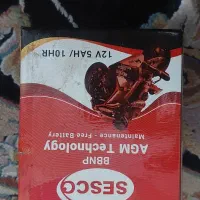 SESCO
BBNP
AGM Technology
Maintenance - Free Battery
12V 5AH/ 10HR